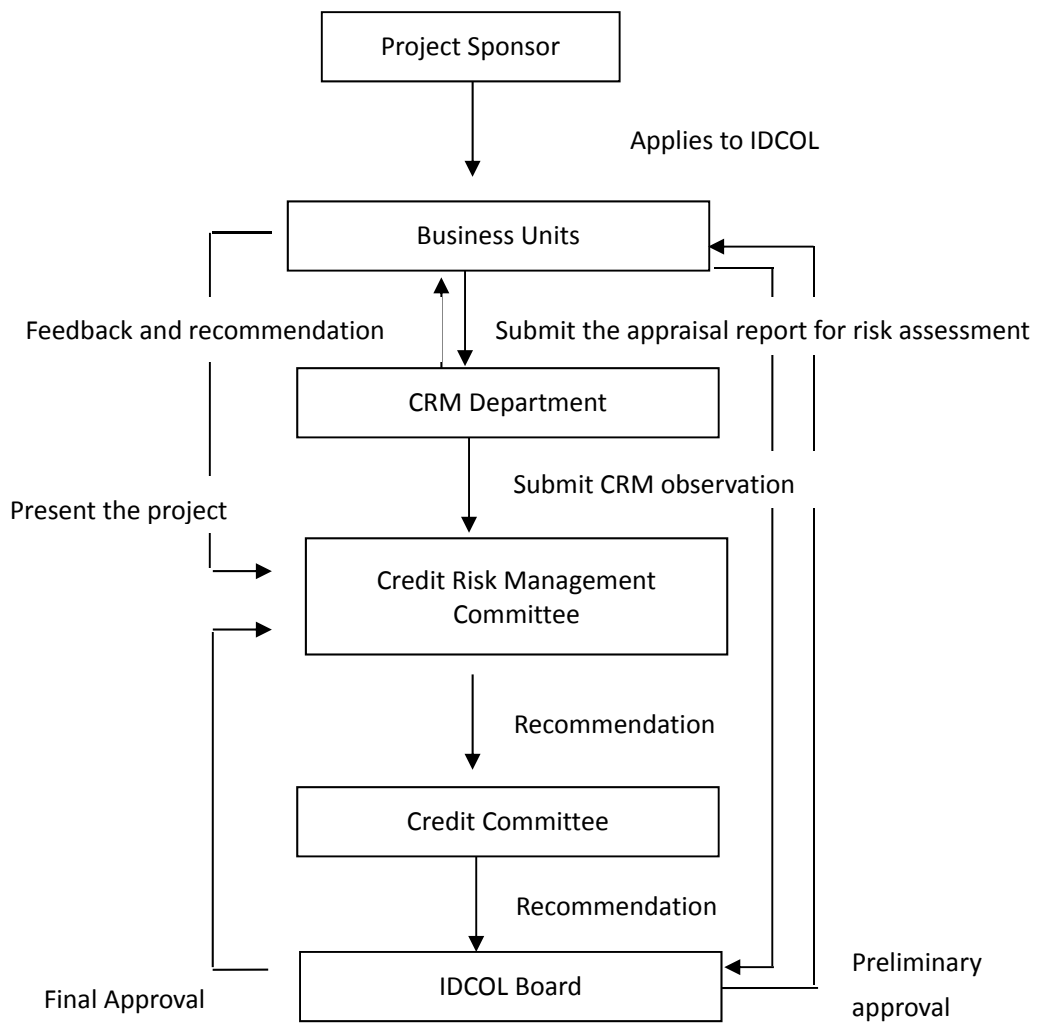 Project Sponsor
Applies to IDCOL
Business Units
Feedback and recommendation
Submit the appraisal report for risk assessment
CRM Department
Submit CRM observation
Present the project
Credit Risk Management
Committee
Recommendation
Credit Committee
Recommendation
IDCOL Board
Preliminary
approval
Final Approval